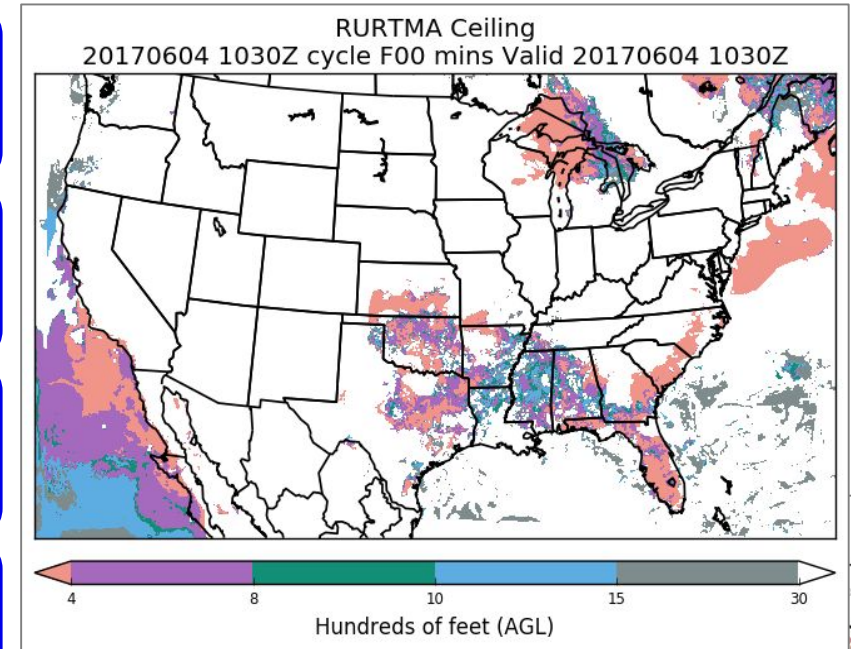 RURTMA Ceiling
20170604 1030Z cycle F00 mins Valid 20170604 1030Z
4 8 10 15 30
Hundreds of feet (AGL)